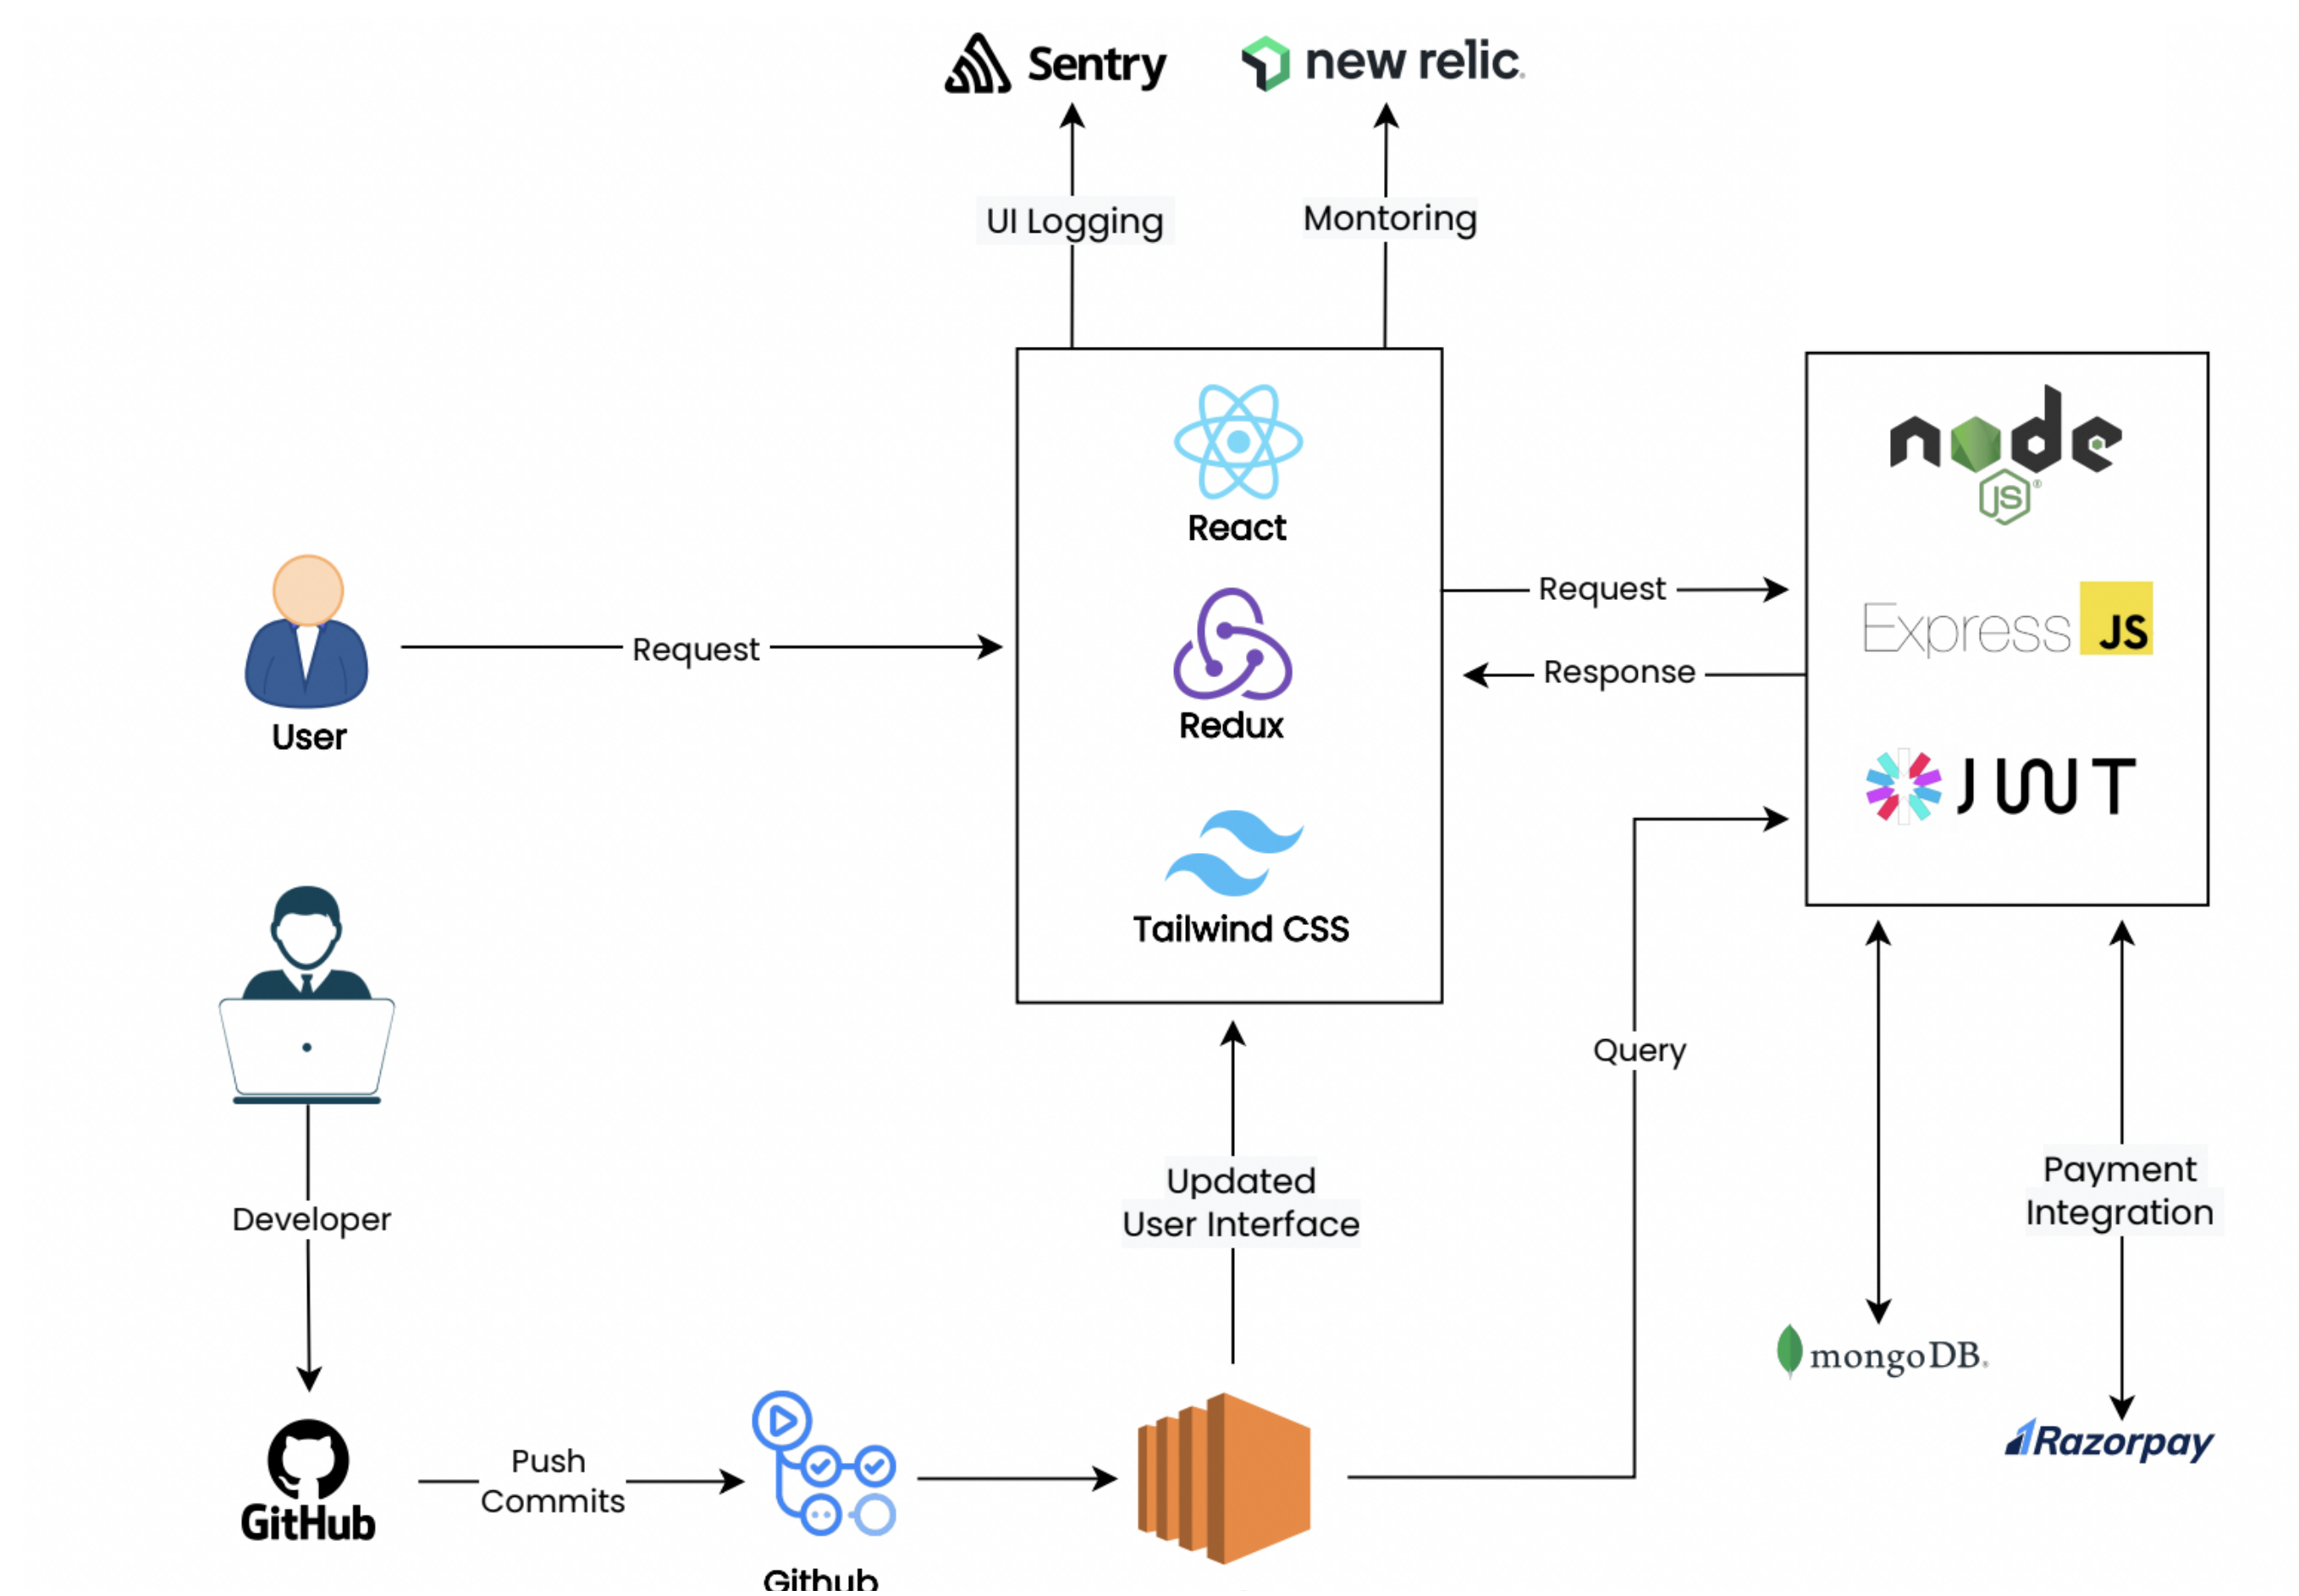 Sentry
new relic.
UI Logging
Montoring
React
Redux
Tailwind CSS
node
JS
Express
JS
JWT
Request
Response
Request
User
Query
Developer
Updated
User Interface
Payment
Integration
mongoDB.
Razorpay
GitHub
Push
Commits
Github